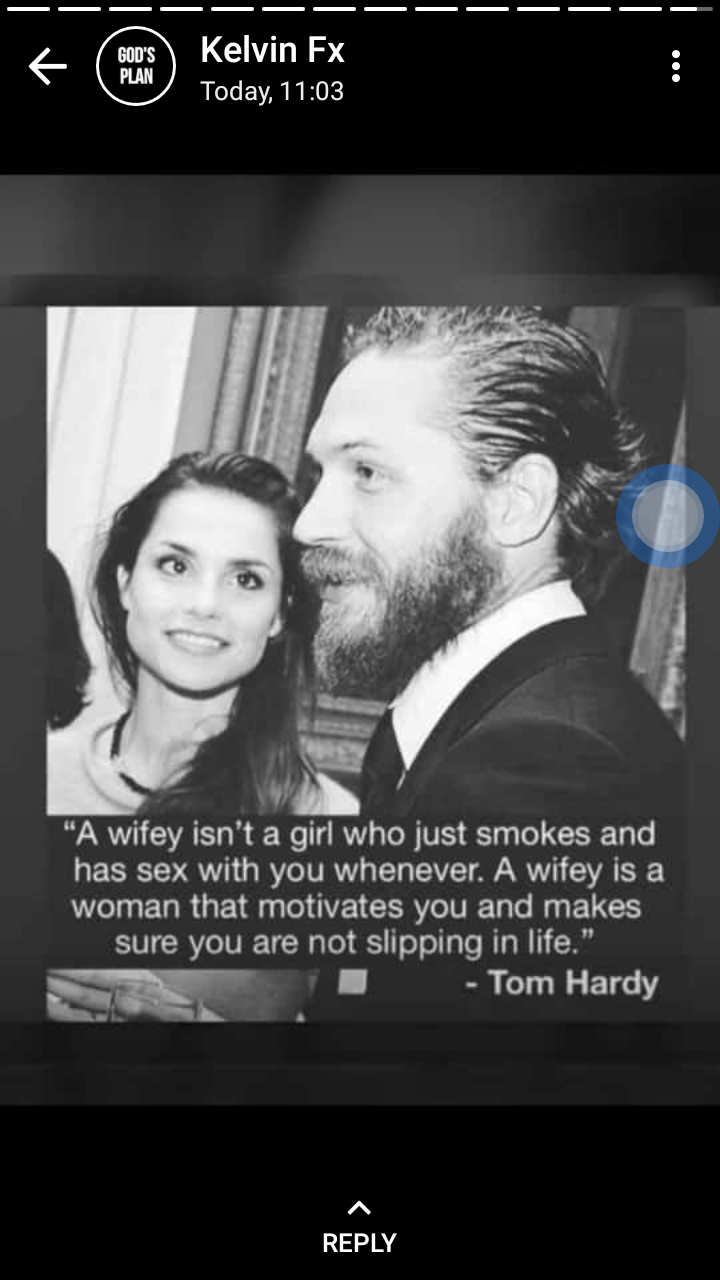 GOD'S
PLAN
Kelvin Fx
Today, 11:03
“A wifey isn’t a girl who just smokes and
has sex with you whenever. A wifey is a
woman that motivates you and makes
sure you are not slipping in life.”
- Tom Hardy
REPLY